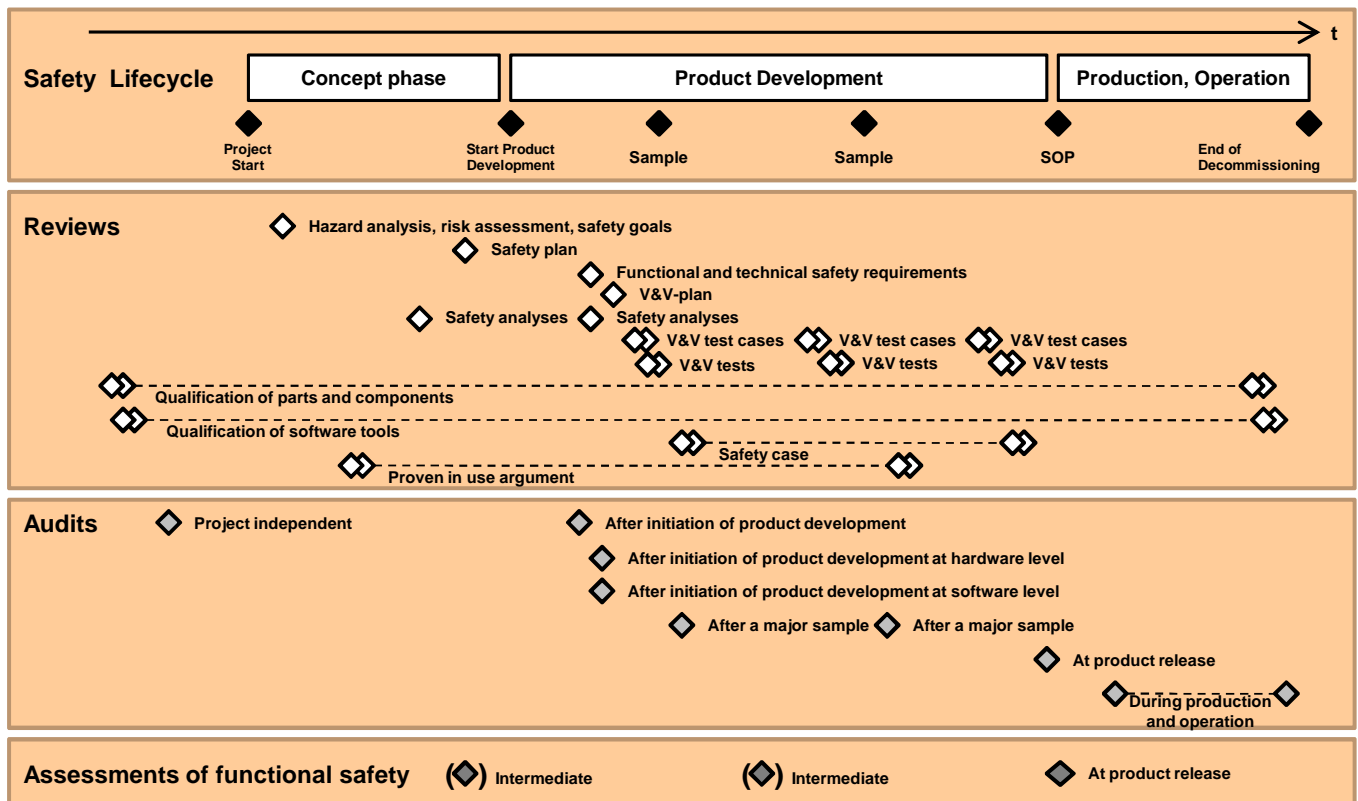 t
Safety Lifecycle
Concept phase
Product Development
Production, Operation
Project
Start
Start Product
Development
Sample
Sample
SOP
End of
Decommissioning
Reviews
Hazard analysis, risk assessment, safety goals
Safety plan
Functional and technical safety requirements
V&V-plan
Safety analyses
Safety analyses
V&V test cases
V&V test cases
V&V test cases
V&V tests
V&V tests
V&V tests
Qualification of parts and components
Qualification of software tools
Safety case
Proven in use argument
Audits
Project independent
After initiation of product development
After initiation of product development at hardware level
After initiation of product development at software level
After a major sample
After a major sample
At product release
During production
and operation
Assessments of functional safety
( ) Intermediate
( ) Intermediate
At product release